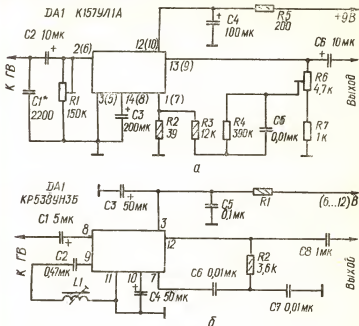 DA1 К157УЛ1А
C4
100мк
R5
200
+9В
C2 10мк
2(6)
12(10)
13(9)
C6 10мк
К ГВ
C1*
2200
R1
150к
3(5)
14(8)
1(7)
C3
200мк
R2
39
R3
12к
R4
390к
C5
0,01мк
R6
4,7к
R7
1к
Выход
а
DA1
КР538УН3Б
C3 50мк
C5
0,1мк
R1
(6...12)В
C1 5мк
8
3
12
C8 1мк
К ГВ
C2
0,47мк
9
11
10
7
L1
C4 50мк
C6 0,01мк
R2
3,6к
C7 0,01мк
Выход
б